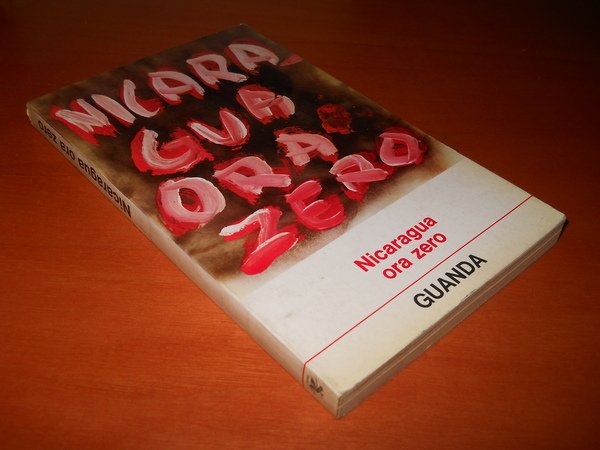 NICARA
GUA
ORA
ZERO
Nicaragua
ora zero
GUANDA
Nicaragua ora zero